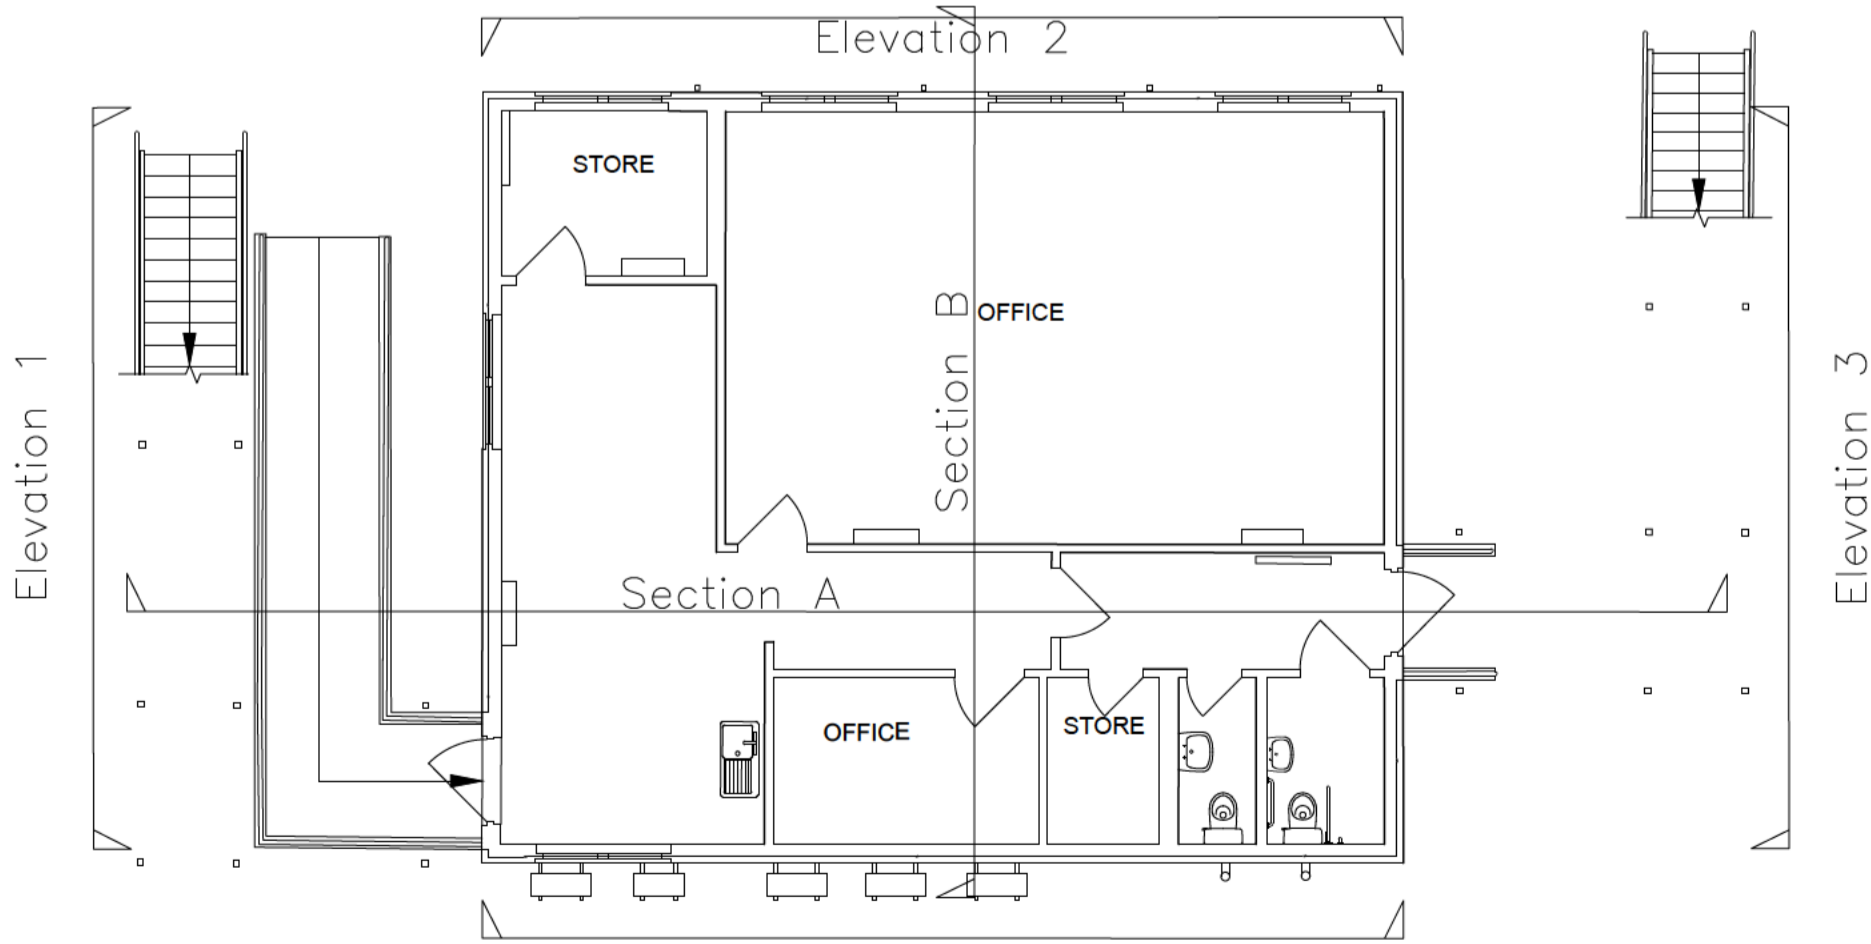 Elevation 2
STORE
Section B
OFFICE
Elevation 1
Elevation 3
Section A
OFFICE
STORE